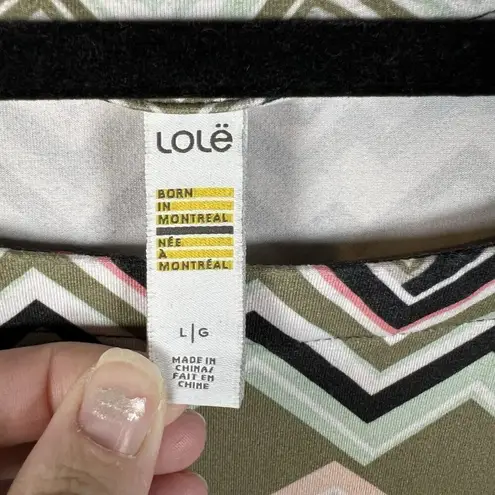 LOLË
BORN
IN
MONTREAL
NÉE
À
MONTRÉAL
L|G
MADE IN
CHINA/
FAIT EN
CHINE